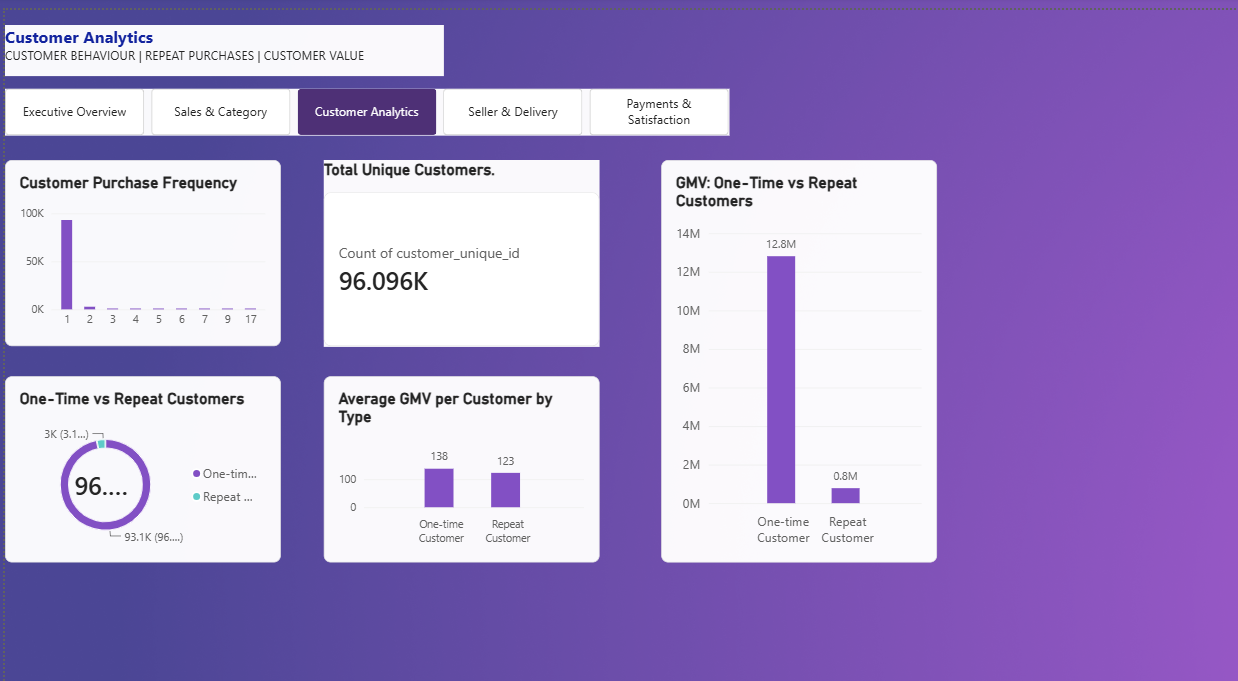 Customer Analytics
CUSTOMER BEHAVIOUR | REPEAT PURCHASES | CUSTOMER VALUE
Executive Overview
Sales & Category
Customer Analytics
Seller & Delivery
Payments &
Satisfaction
Customer Purchase Frequency
100K
50K
0K
1 2 3 4 5 6 7 9 17
Total Unique Customers.
Count of customer_unique_id
96.096K
GMV: One-Time vs Repeat
Customers
14M
12M
10M
8M
6M
4M
2M
0M
12.8M
0.8M
One-time
Customer
Repeat
Customer
One-Time vs Repeat Customers
3K (3.1...)
96....
93.1K (96....)
One-tim...
Repeat ...
Average GMV per Customer by
Type
100
0
138
123
One-time
Customer
Repeat
Customer